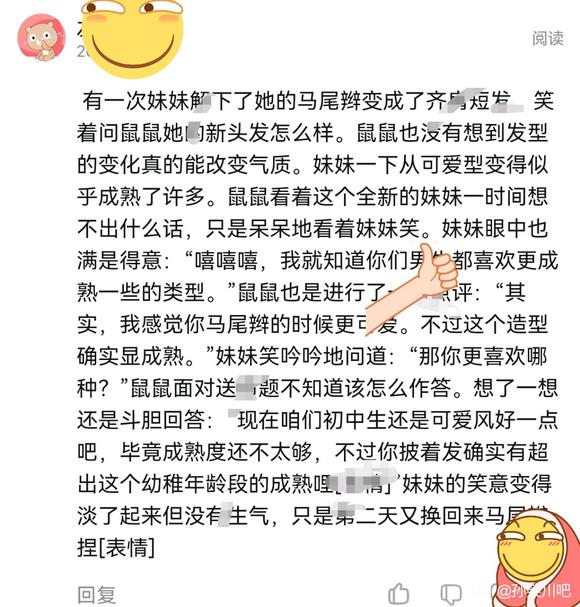 阅读
有一次妹妹解下了她的马尾辫变成了齐肩短发,笑
着问鼠鼠她的新头发怎么样。鼠鼠也没有想到发型
的变化真的能改变气质。妹妹一下从可爱型变得似
乎成熟了许多。鼠鼠看着这个全新的妹妹一时间想
不出什么话,只是呆呆地看着妹妹笑。妹妹眼中也
满是得意:“嘻嘻嘻,我就知道你们男生都喜欢更成
熟一些的类型。”鼠鼠也是进行了一 点评:“其
实,我感觉你马尾辫的时候更可爱。不过这个造型
确实显成熟。”妹妹笑吟吟地问道:“那你更喜欢哪
种?”鼠鼠面对送 题不知道该怎么作答。想了一想
还是斗胆回答:“现在咱们初中生还是可爱风好一点
吧,毕竟成熟度还不太够,不过你披着发确实有超
出这个幼稚年龄段的成熟哩[表情]”妹妹的笑意变得
淡了起来但没有生气,只是第二天又换回来马尾辫
捏[表情]
回复
@孙笑川吧